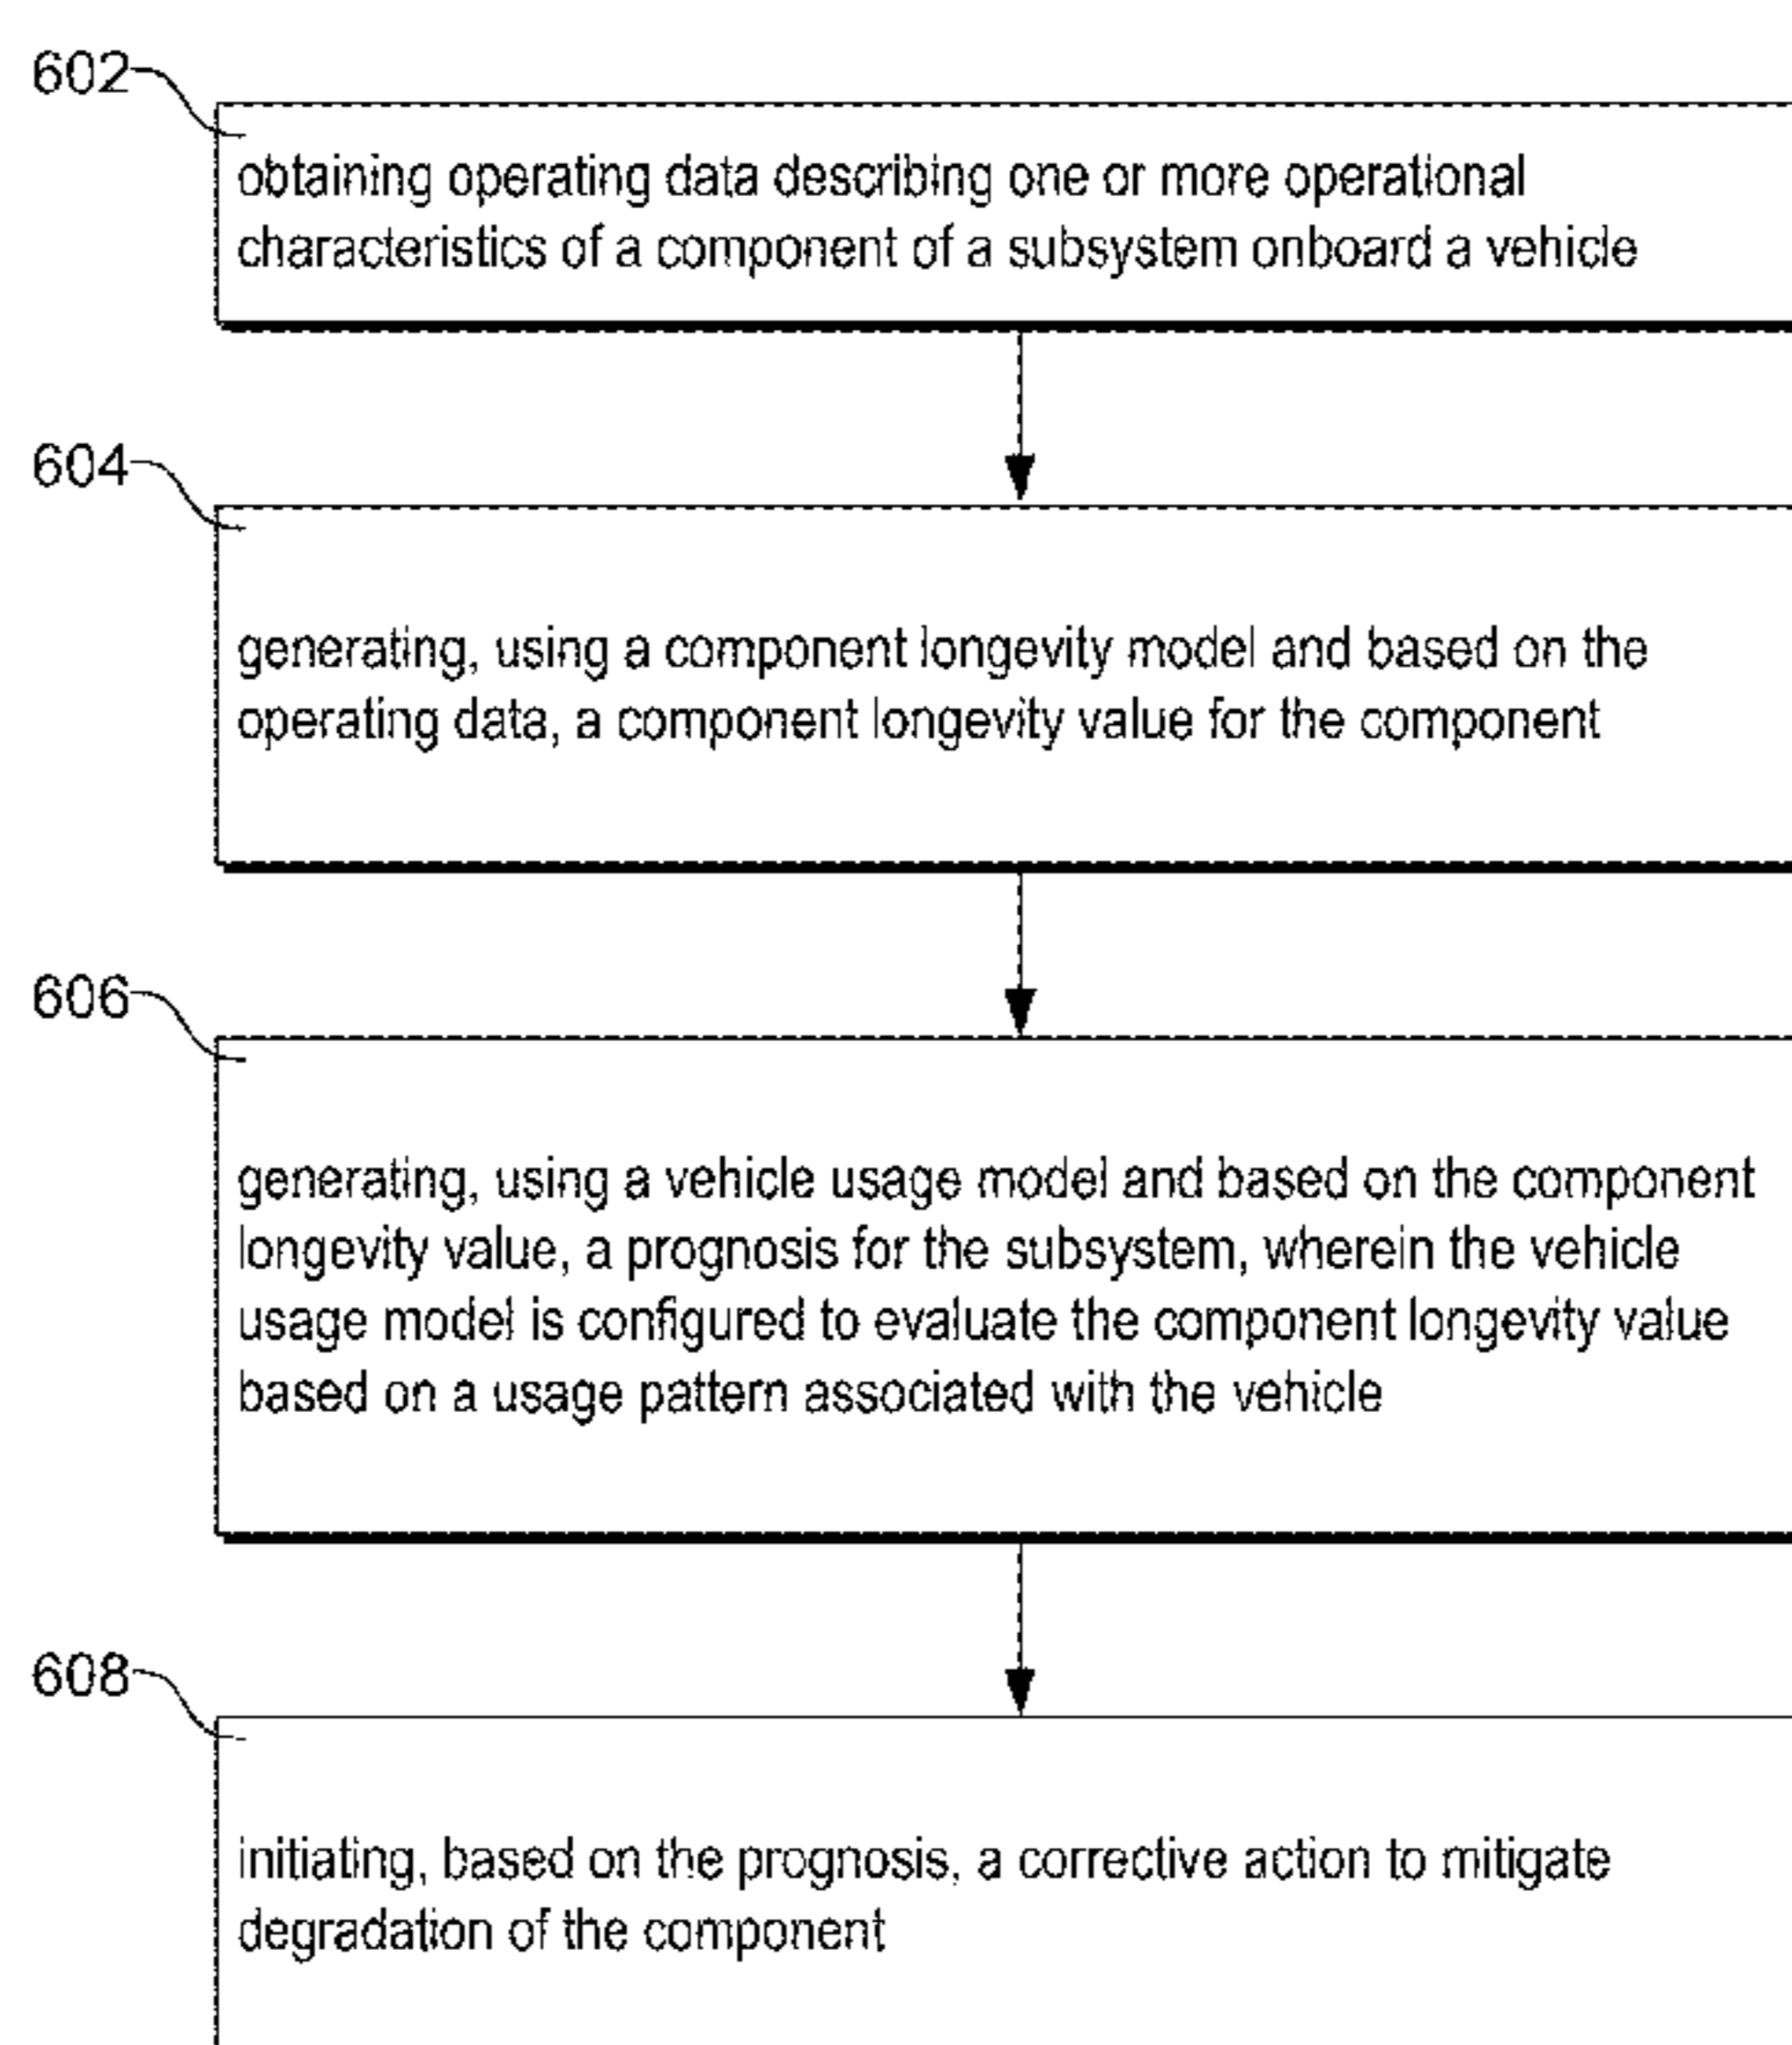 602
obtaining operating data describing one or more operational
characteristics of a component of a subsystem onboard a vehicle
604
generating, using a component longevity model and based on the
operating data, a component longevity value for the component
606
generating, using a vehicle usage model and based on the component
longevity value, a prognosis for the subsystem, wherein the vehicle
usage model is configured to evaluate the component longevity value
based on a usage pattern associated with the vehicle
608
initiating, based on the prognosis, a corrective action to mitigate
degradation of the component